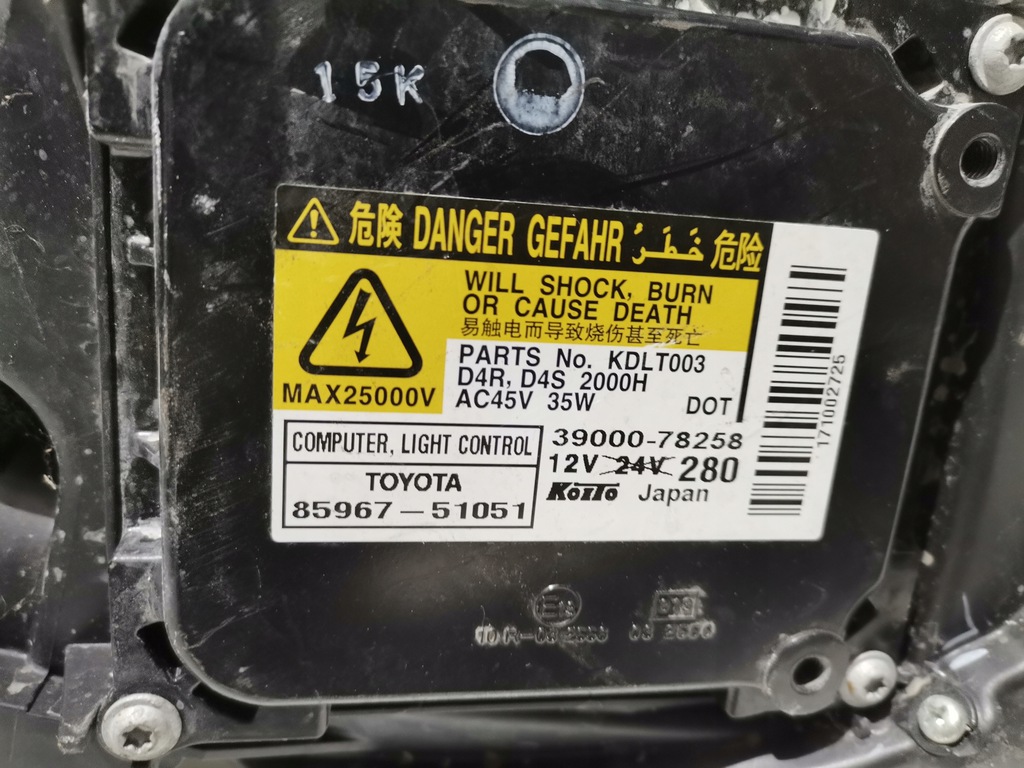 15K
危険 DANGER GEFAHR خَطَرٌ 危险
WILL SHOCK, BURN
OR CAUSE DEATH
易触电而导致烧伤甚至死亡
MAX25000V
PARTS No. KDLT003
D4R, D4S 2000H
AC45V 35W
DOT
COMPUTER, LIGHT CONTROL
TOYOTA
85967-51051
39000-78258
12V 24V 280
KOITO Japan
171002725